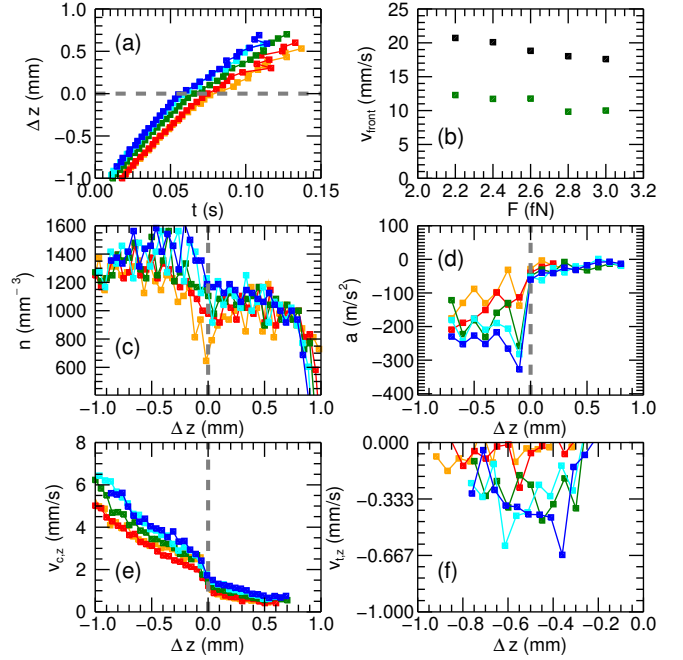 (a)
1.0
0.5
0.0
−0.5
−1.0
Δ z (mm)
0.00 0.05 0.10 0.15
t (s)
(b)
25
20
15
10
5
0
v_front (mm/s)
2.0 2.2 2.4 2.6 2.8 3.0 3.2
F (fN)
(c)
1600
1400
1200
1000
800
600
n (mm⁻³)
−1.0 −0.5 0.0 0.5 1.0
Δ z (mm)
(d)
100
0
−100
−200
−300
−400
a (m/s²)
−1.0 −0.5 0.0 0.5 1.0
Δ z (mm)
(e)
8
6
4
2
0
v_c,z (mm/s)
−1.0 −0.5 0.0 0.5 1.0
Δ z (mm)
(f)
0.000
−0.333
−0.667
−1.000
v_t,z (mm/s)
−1.0 −0.8 −0.6 −0.4 −0.2 0.0
Δ z (mm)